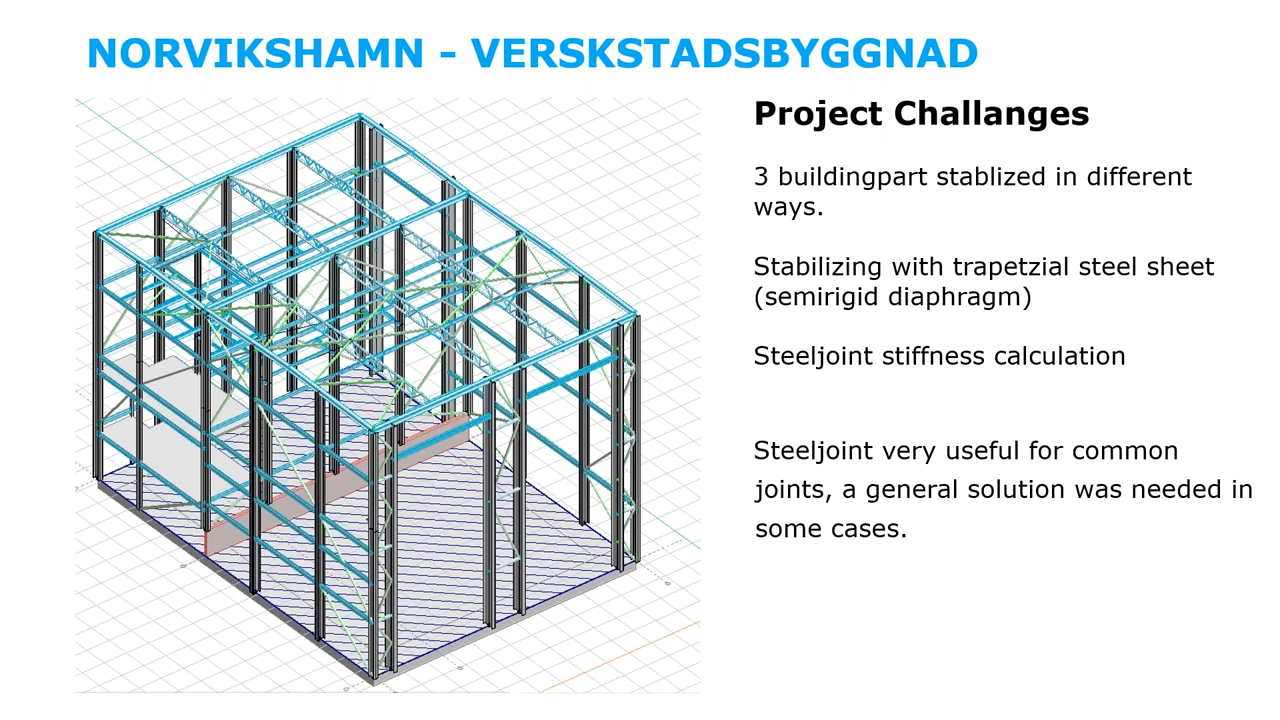 NORVIKSHAMN - VERSKSTADSBYGGNAD
Project Challanges
3 buildingpart stablized in different
ways.
Stabilizing with trapetzial steel sheet
(semirigid diaphragm)
Steeljoint stiffness calculation
Steeljoint very useful for common
joints, a general solution was needed in
some cases.